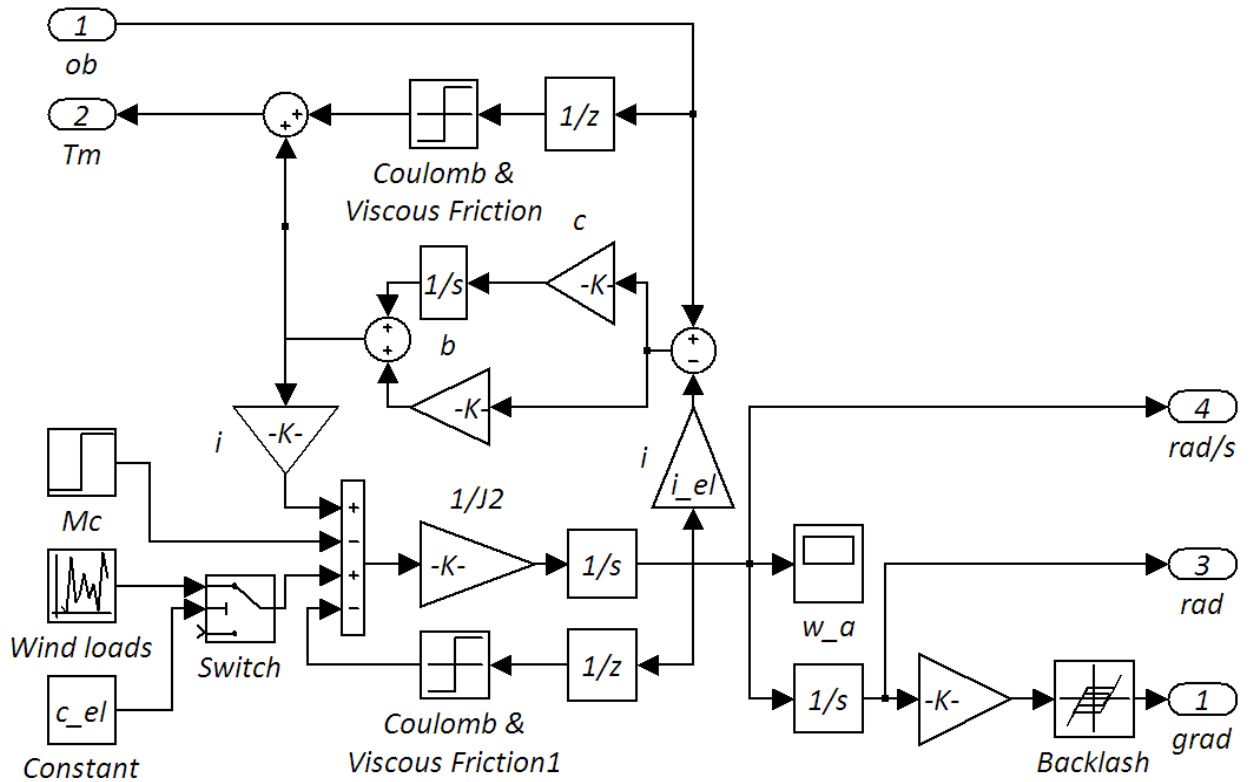 1
ob
2
Tm
+
+
1/z
Coulomb &
Viscous Friction
c
1/s
-K-
+
+
b
-K-
+
-
i
-K-
i
i_el
4
rad/s
Mc
1/J2
+
-
+
-
-K-
1/s
w_a
3
rad
Wind loads
Switch
c_el
Constant
1/z
Coulomb &
Viscous Friction1
1/s
-K-
Backlash
1
grad